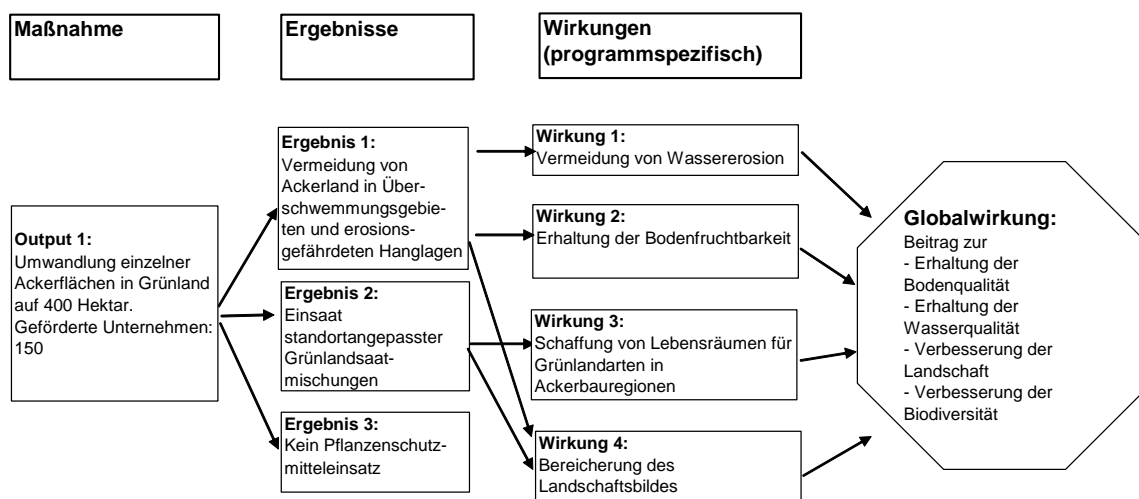 Maßnahme
Ergebnisse
Wirkungen
(programmspezifisch)
Output 1:
Umwandlung einzelner
Ackerflächen in Grünland
auf 400 Hektar.
Geförderte Unternehmen:
150
Ergebnis 1:
Vermeidung von
Ackerland in Über-
schwemmungsgebie-
ten und erosions-
gefährdeten Hanglagen
Ergebnis 2:
Einsaat
standortangepasster
Grünlandsaat-
mischungen
Ergebnis 3:
Kein Pflanzenschutz-
mitteleinsatz
Wirkung 1:
Vermeidung von Wassererosion
Wirkung 2:
Erhaltung der Bodenfruchtbarkeit
Wirkung 3:
Schaffung von Lebensräumen für
Grünlandarten in
Ackerbauregionen
Wirkung 4:
Bereicherung des
Landschaftsbildes
Globalwirkung:
Beitrag zur
- Erhaltung der
Bodenqualität
- Erhaltung der
Wasserqualität
- Verbesserung der
Landschaft
- Verbesserung der
Biodiversität